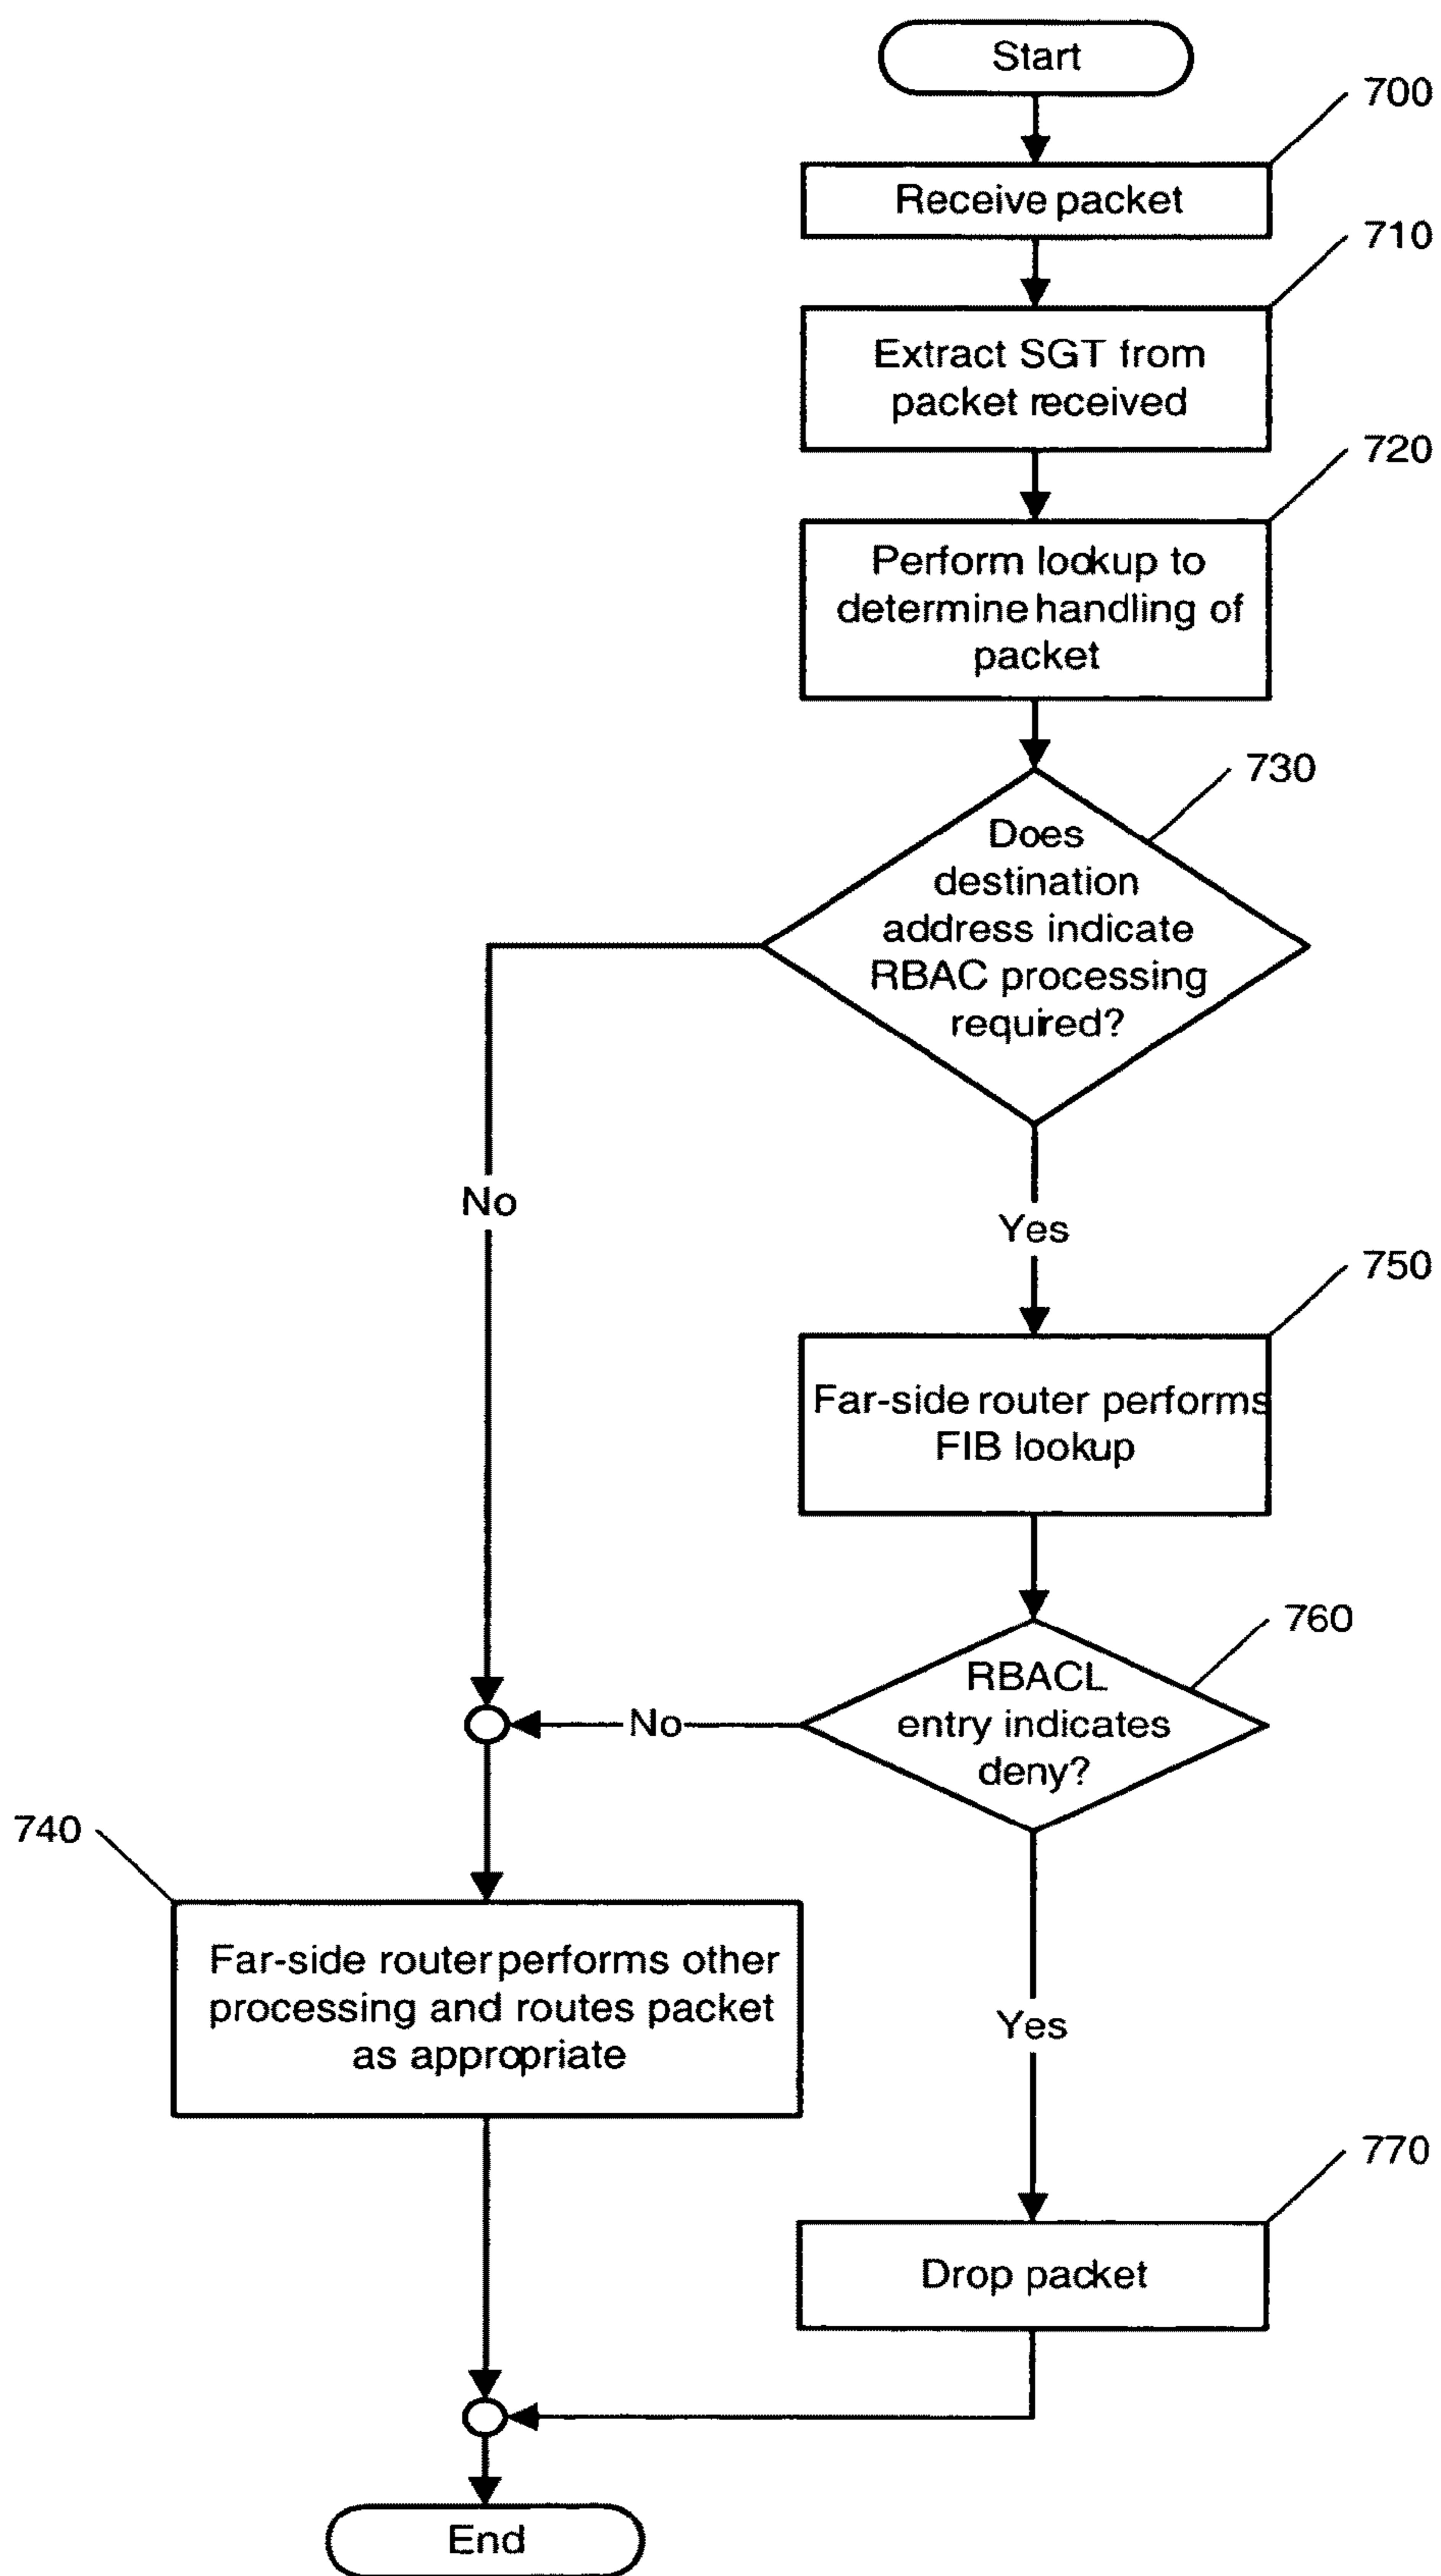 Start
700
Receive packet
710
Extract SGT from
packet received
720
Perform lookup to
determine handling of
packet
730
Does
destination
address indicate
RBAC processing
required?
No
Yes
750
Far-side router performs
FIB lookup
760
RBACL
entry indicates
deny?
No
740
Far-side router performs other
processing and routes packet
as appropriate
Yes
770
Drop packet
End